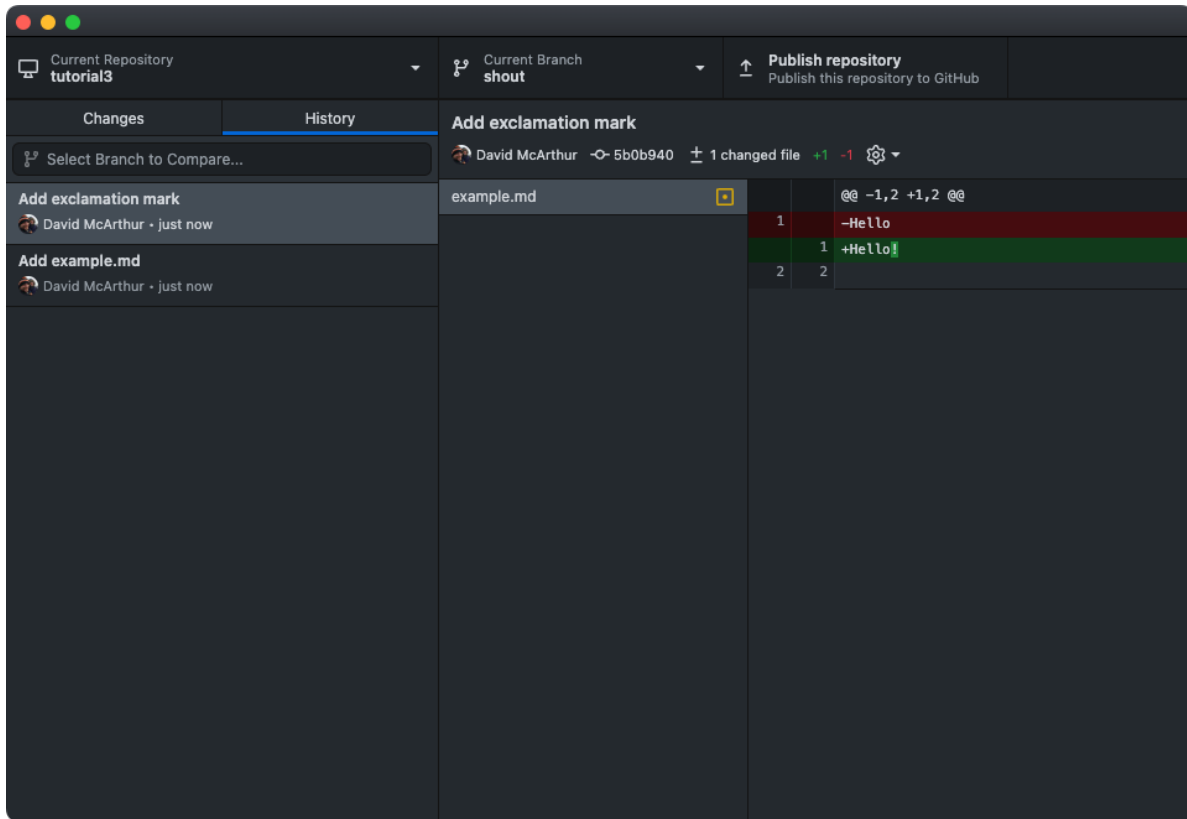 Current Repository
tutorial3
Current Branch
shout
Publish repository
Publish this repository to GitHub
Changes
History
Select Branch to Compare...
Add exclamation mark
David McArthur • just now
Add example.md
David McArthur • just now
Add exclamation mark
David McArthur 5b0b940 1 changed file +1 -1
example.md
@@ -1,2 +1,2 @@
1 -Hello
1 +Hello!
2 2